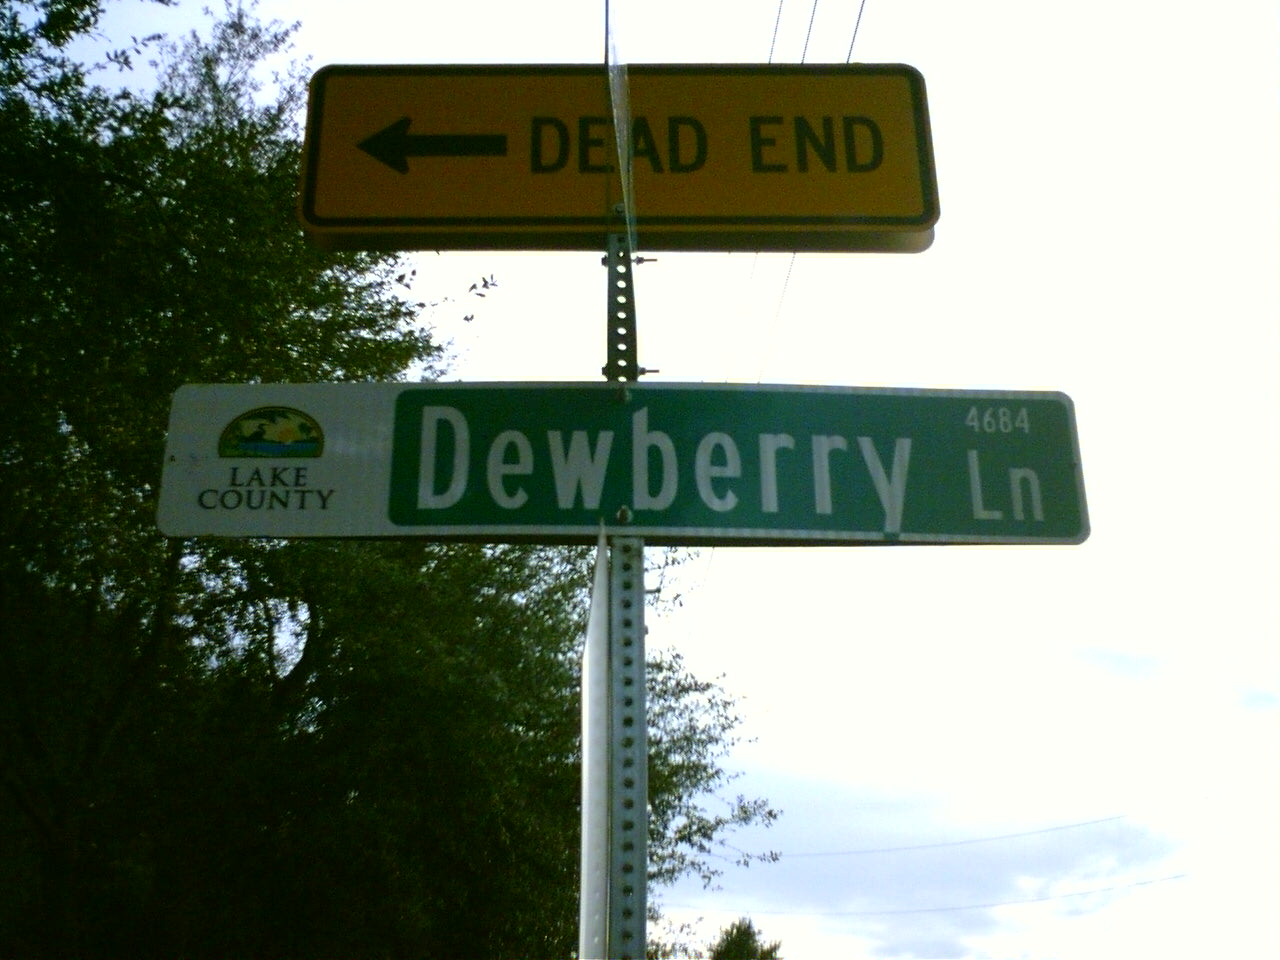 DEAD END
LAKE
COUNTY
Dewberry Ln
4684